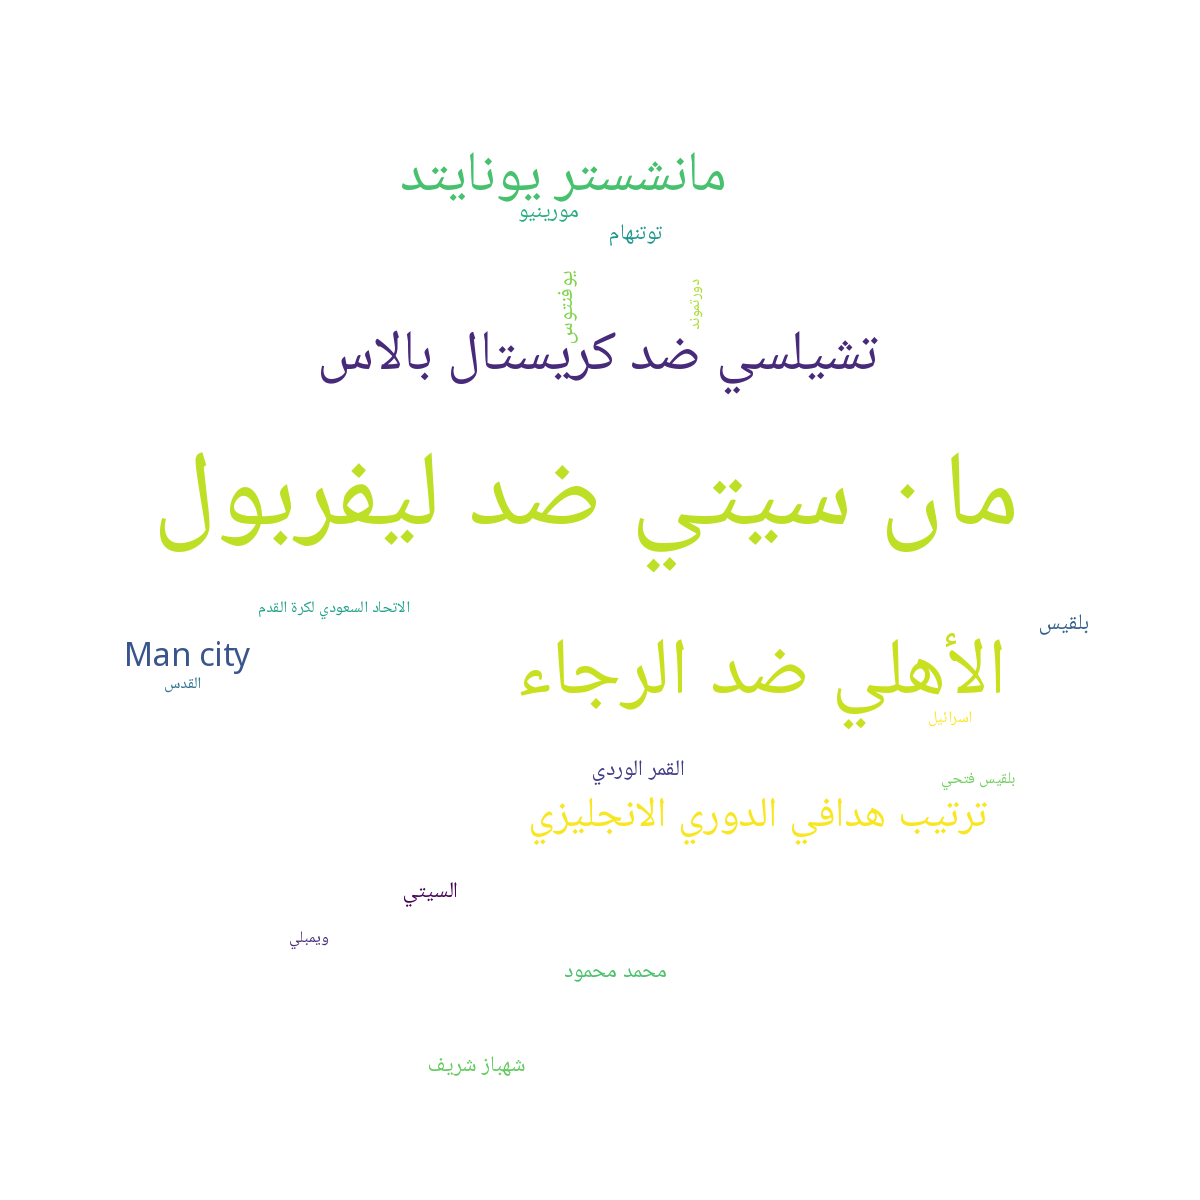 مانشستر يونايتد
مورينيو
توتنهام
يوفنتوس
دورتموند
تشيلسي ضد كريستال بالاس
مان سيتي ضد ليفربول
الاتحاد السعودي لكرة القدم
بلقيس
Man city
الأهلي ضد الرجاء
القدس
اسرائيل
القمر الوردي
بلقيس فتحي
ترتيب هدافي الدوري الانجليزي
السيتي
ويمبلي
محمد محمود
شهباز شريف